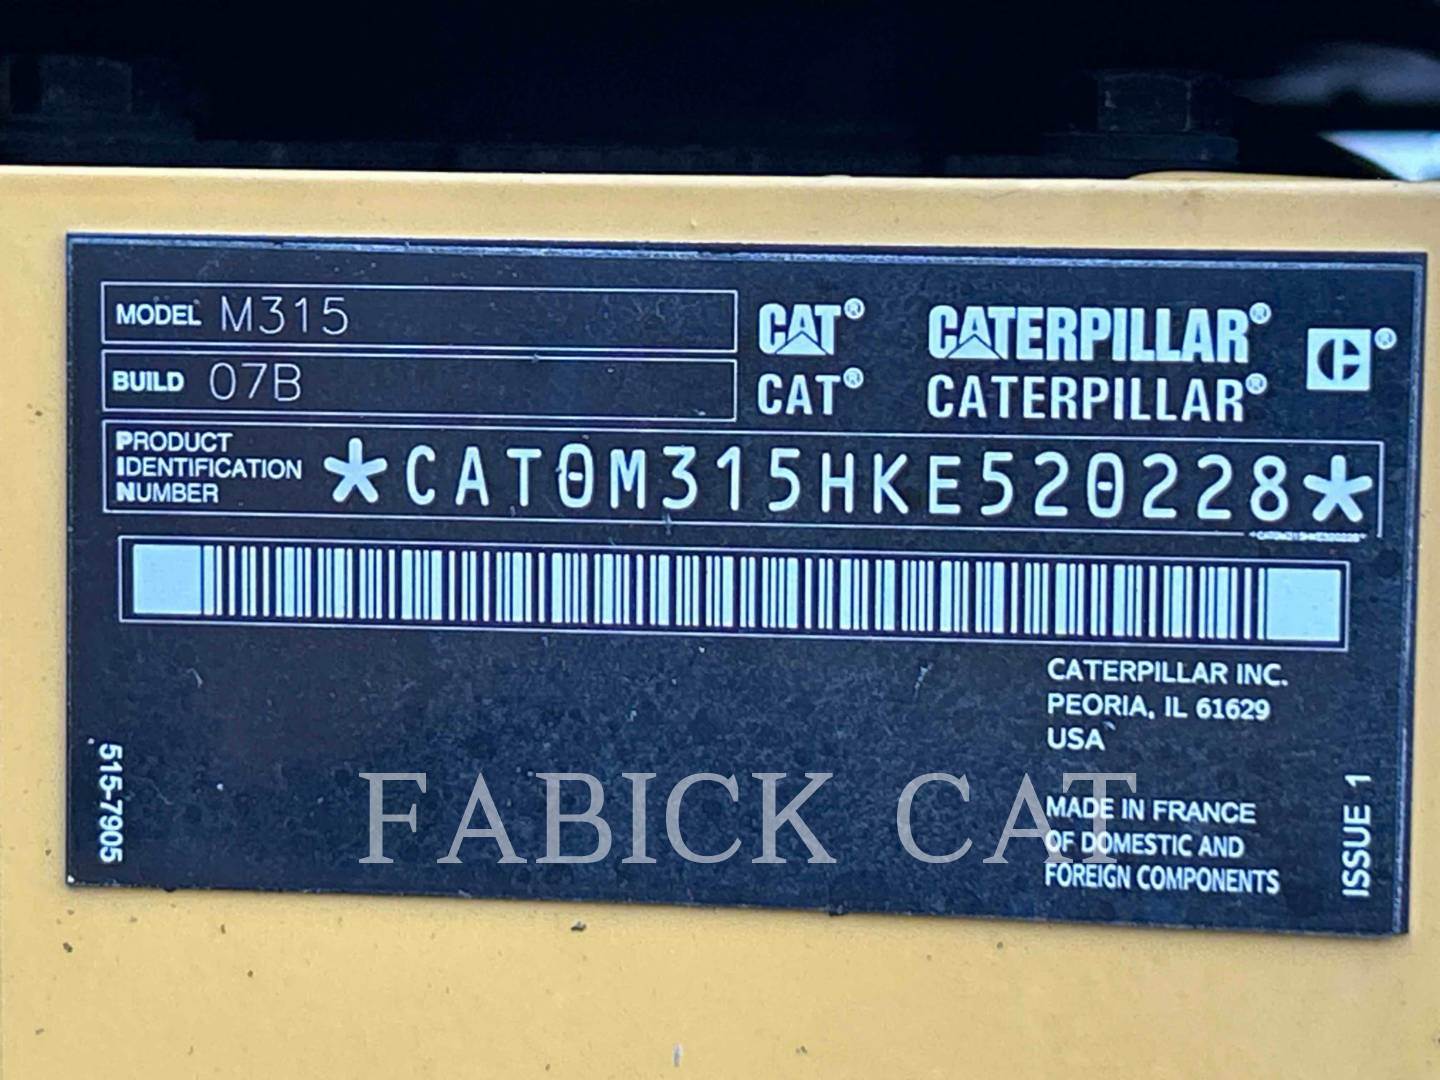 MODEL M315
BUILD 07B
CAT® CATERPILLAR®
CAT® CATERPILLAR®
PRODUCT
IDENTIFICATION
NUMBER
*CAT0M315HKE520228*
*CAT0M315HKE520228*
CATERPILLAR INC.
PEORIA, IL 61629
USA
MADE IN FRANCE
OF DOMESTIC AND
FOREIGN COMPONENTS
515-7905
ISSUE 1
FABICK CAT